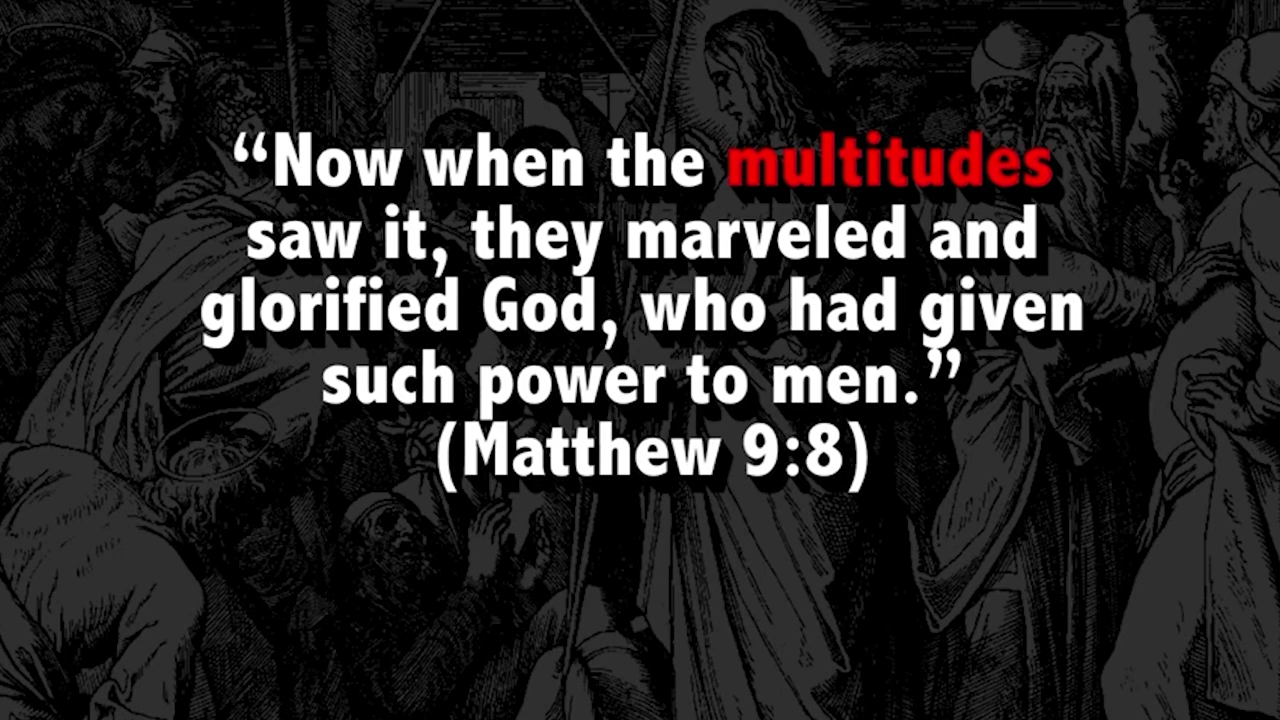 “Now when the multitudes
saw it, they marveled and
glorified God, who had given
such power to men.”
(Matthew 9:8)